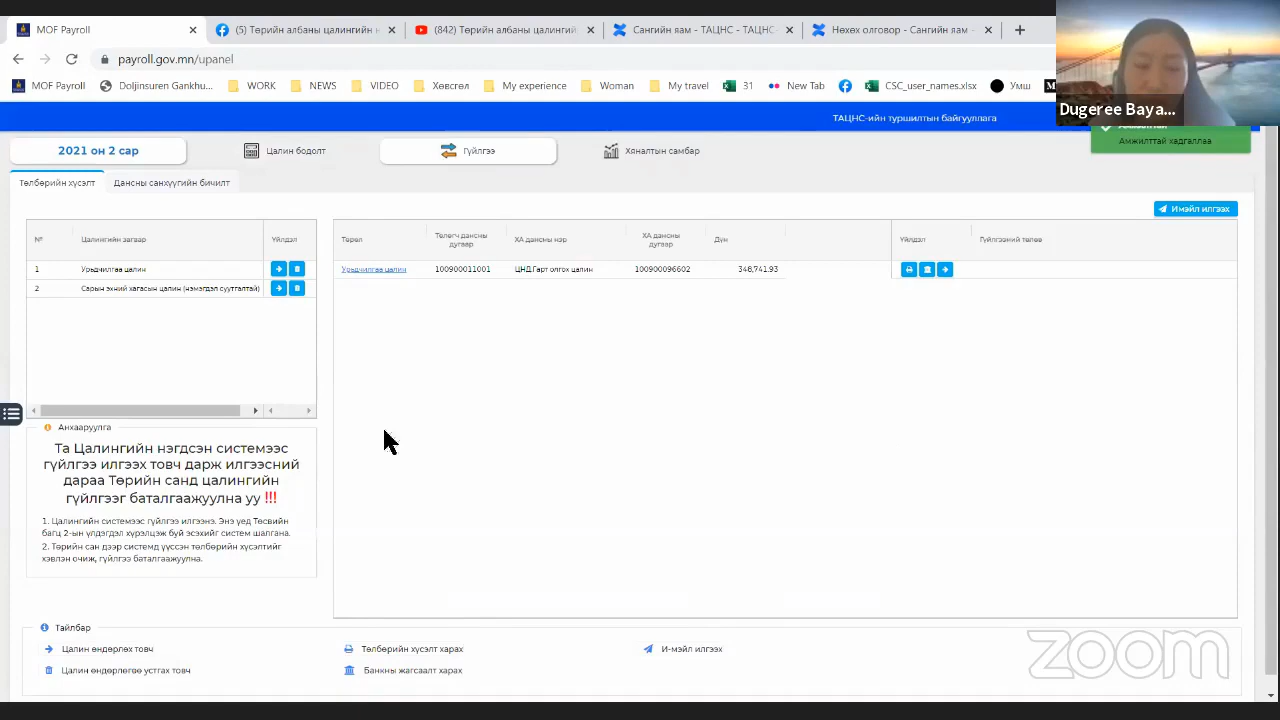 MOF Payroll
(5) Төрийн албаны цалингийн н
(842) Төрийн албаны цалингийн
Сангийн яам - ТАЦНС - ТАЦНС -
Нөхөх олговор - Сангийн яам -
payroll.gov.mn/upanel
MOF Payroll
Doljinsuren Gankhu...
WORK
NEWS
VIDEO
Хөвсгөл
My experience
Woman
My travel
31
New Tab
CSC_user_names.xlsx
Умш
Dugeree Baya...
ТАЦНС-ийн туршилтын байгууллага
Амжилттай хадгаллаа
2021 он 2 сар
Цалин бодолт
Гүйлгээ
Хяналтын самбар
Төлбөрийн хүсэлт
Дансны санхүүгийн бичилт
Имэйл илгээх
№
Цалингийн загвар
Үйлдэл
1
Урьдчилгаа цалин
2
Сарын эхний хагасын цалин (нэмэгдэл суутгалтай)
Төрөл
Төлөгч дансны дугаар
ХА дансны нэр
ХА дансны дугаар
Дүн
Үйлдэл
Гүйлгээний төлөв
Урьдчилгаа цалин
100900011001
ЦНД.Гарт олгох цалин
100900096602
348,741.93
Анхааруулга
Та Цалингийн нэгдсэн системээс
гүйлгээ илгээх товч дарж илгээсний
дараа Төрийн санд цалингийн
гүйлгээг баталгаажуулна уу !!!
1. Цалингийн системээс гүйлгээ илгээнэ. Энэ үед Төсвийн
багц 2-ын үлдэгдэл хүрэлцэж буй эсэхийг систем шалгана.
2. Төрийн сан дээр системд үүссэн төлбөрийн хүсэлтийг
хэвлэн очиж, гүйлгээ баталгаажуулна.
Тайлбар
Цалин өндөрлөх товч
Төлбөрийн хүсэлт харах
И-мэйл илгээх
Цалин өндөрлөгөө устгах товч
Банкны жагсаалт харах
zoom